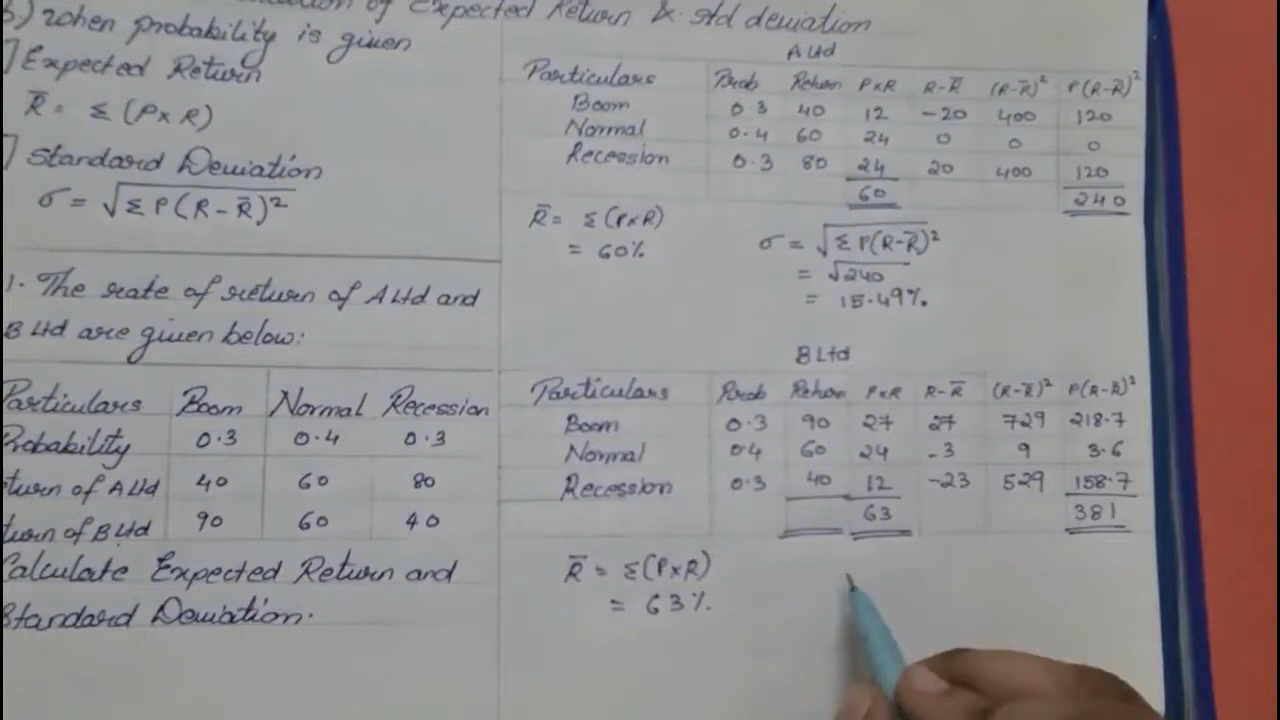 Expected Return & std deviation
B.) When probability is given
] Expected Return
R̄ = Σ (P×R)
] Standard Deviation
σ = √Σ P(R-R̄)²
1. The rate of return of A Ltd and
B Ltd are given below:
Particulars Boom Normal Recession
Probability 0.3 0.4 0.3
turn of A Ltd 40 60 80
turn of B Ltd 90 60 40
Calculate Expected Return and
Standard Deviation.
A Ltd
Particulars Prob Return P×R R-R̄ (R-R̄)² P(R-R̄)²
Boom 0.3 40 12 -20 400 120
Normal 0.4 60 24 0 0 0
Recession 0.3 80 24 20 400 120
60 240
R̄ = Σ(P×R)
= 60%
σ = √Σ P(R-R̄)²
= √240
= 15.49%
B Ltd
Particulars Prob Return P×R R-R̄ (R-R̄)² P(R-R̄)²
Boom 0.3 90 27 27 729 218.7
Normal 0.4 60 24 -3 9 3.6
Recession 0.3 40 12 -23 529 158.7
63 381
R̄ = Σ(P×R)
= 63%